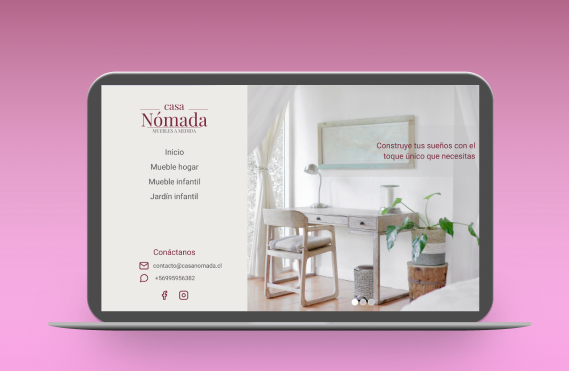 casa
Nómada
MUEBLES A MEDIDA
Inicio
Mueble hogar
Mueble infantil
Jardín infantil
Conáctanos
contacto@casanomada.cl
+56995956382
Construye tus sueños con el
toque único que necesitas